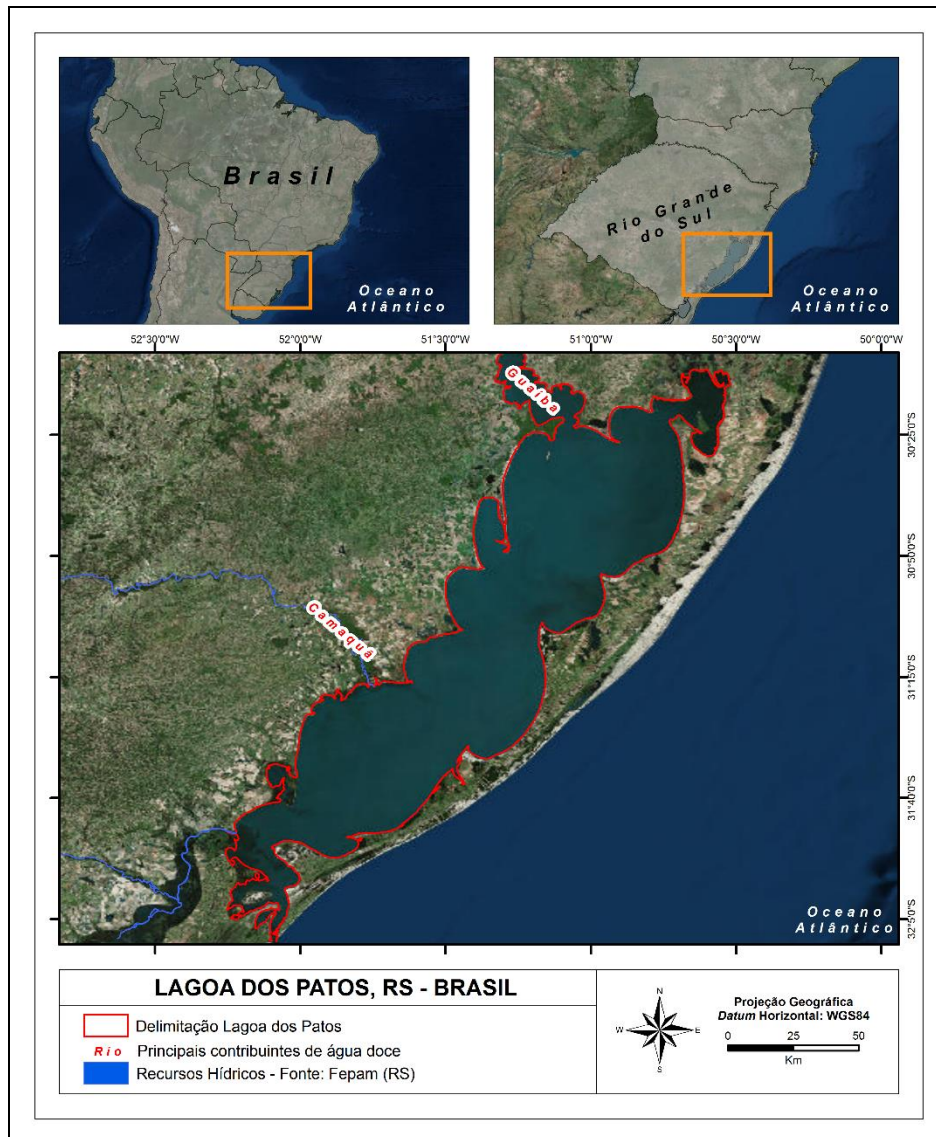 Brasil
Oceano
Atlântico
Rio Grande
do Sul
Oceano
Atlântico
52°30'0"W
52°00'0"W
51°30'0"W
51°00'0"W
50°30'0"W
50°00'0"W
Guaíba
30°25'0"S
30°50'0"S
Camaquã
31°15'0"S
31°40'0"S
Oceano
Atlântico
32°5'0"S
LAGOA DOS PATOS, RS - BRASIL
Delimitação Lagoa dos Patos
Rio Principais contribuintes de água doce
Recursos Hídricos - Fonte: Fepam (RS)
N
W E
S
Projeção Geográfica
Datum Horizontal: WGS84
0 25 50
Km